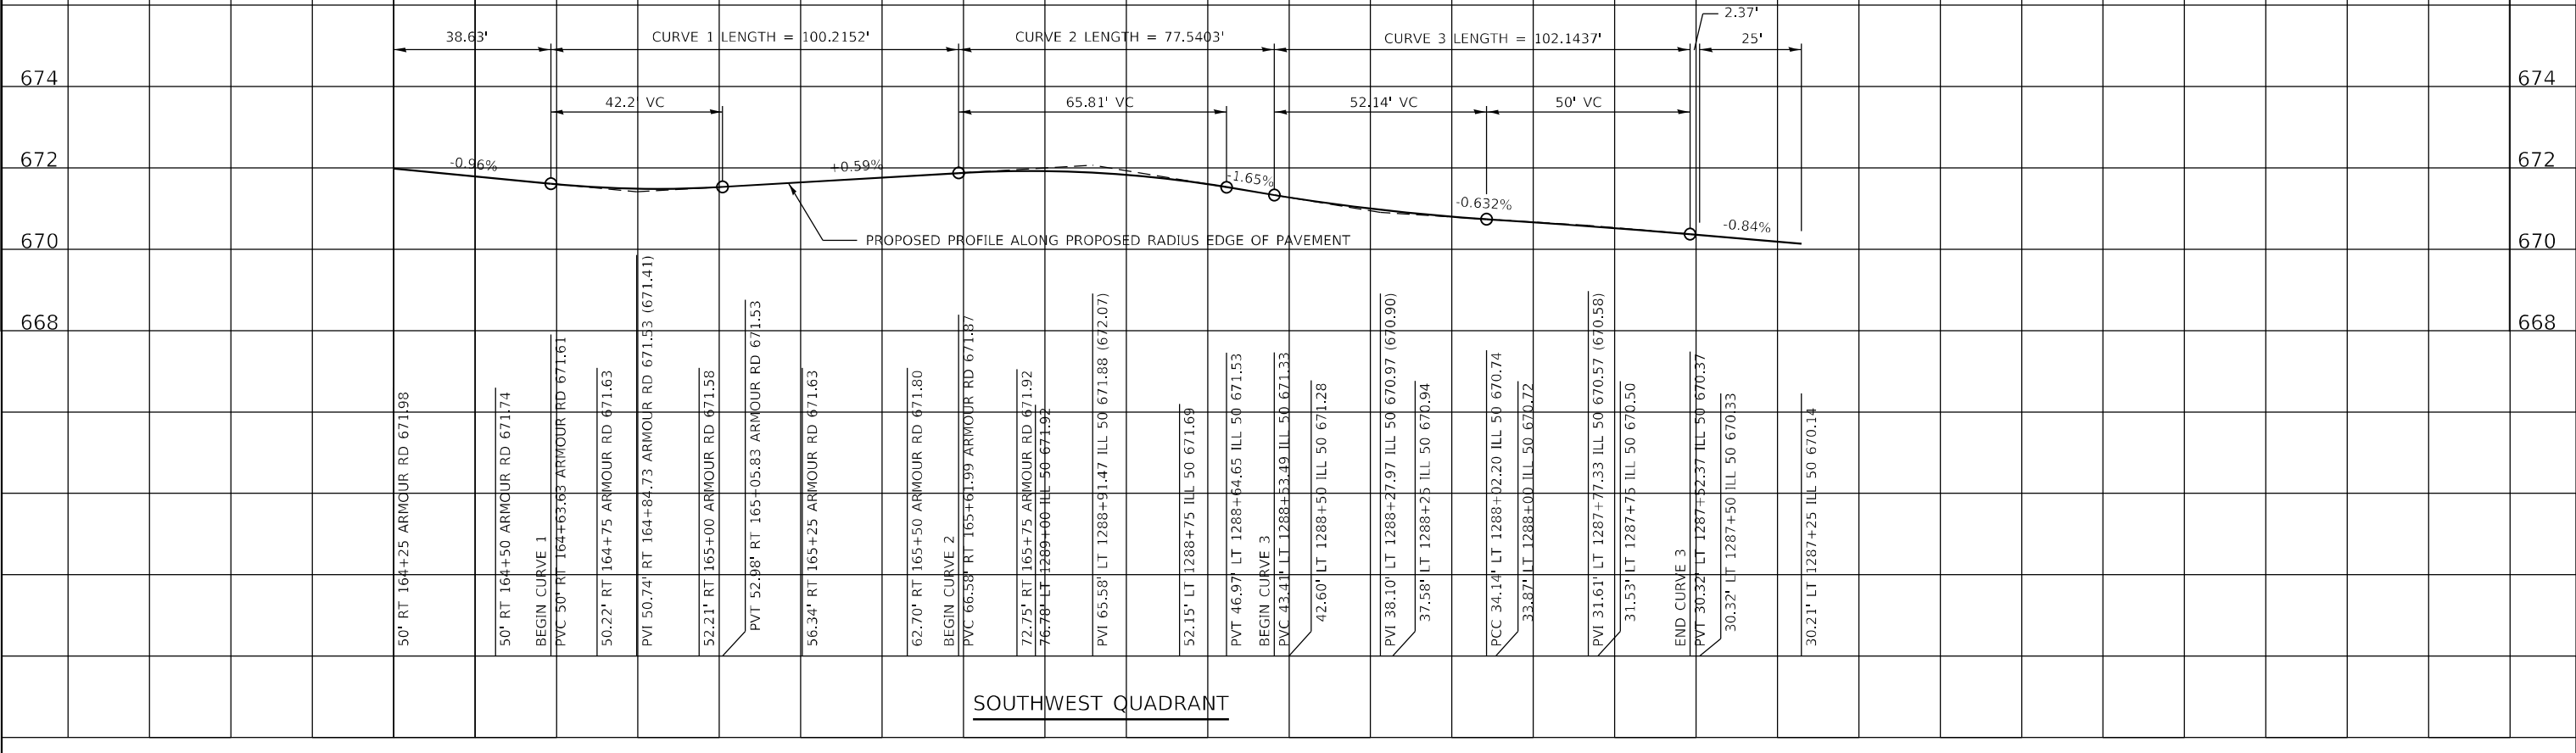 2.37'
38.63'
CURVE 1 LENGTH = 100.2152'
CURVE 2 LENGTH = 77.5403'
CURVE 3 LENGTH = 102.1437'
25'
674
674
42.2' VC
65.81' VC
52.14' VC
50' VC
672
672
-0.96%
+0.59%
-1.65%
-0.632%
-0.84%
670
670
PROPOSED PROFILE ALONG PROPOSED RADIUS EDGE OF PAVEMENT
668
668
50' RT 164+25 ARMOUR RD 671.98
50' RT 164+50 ARMOUR RD 671.74
BEGIN CURVE 1
PVC 50' RT 164+63.63 ARMOUR RD 671.61
50.22' RT 164+75 ARMOUR RD 671.63
PVI 50.74' RT 164+84.73 ARMOUR RD 671.53 (671.41)
52.21' RT 165+00 ARMOUR RD 671.58
PVT 52.98' RT 165+05.83 ARMOUR RD 671.53
56.34' RT 165+25 ARMOUR RD 671.63
62.70' RT 165+50 ARMOUR RD 671.80
BEGIN CURVE 2
PVC 66.58' RT 165+61.99 ARMOUR RD 671.87
72.75' RT 165+75 ARMOUR RD 671.92
76.78' LT 1289+00 ILL 50 671.92
PVI 65.58' LT 1288+91.47 ILL 50 671.88 (672.07)
52.15' LT 1288+75 ILL 50 671.69
PVT 46.97' LT 1288+64.65 ILL 50 671.53
BEGIN CURVE 3
PVC 43.41' LT 1288+53.49 ILL 50 671.33
42.60' LT 1288+50 ILL 50 671.28
PVI 38.10' LT 1288+27.97 ILL 50 670.97 (670.90)
37.58' LT 1288+25 ILL 50 670.94
PCC 34.14' LT 1288+02.20 ILL 50 670.74
33.87' LT 1288+00 ILL 50 670.72
PVI 31.61' LT 1287+77.33 ILL 50 670.57 (670.58)
31.53' LT 1287+75 ILL 50 670.50
END CURVE 3
PVT 30.32' LT 1287+52.37 ILL 50 670.37
30.32' LT 1287+50 ILL 50 670.33
30.21' LT 1287+25 ILL 50 670.14
SOUTHWEST QUADRANT